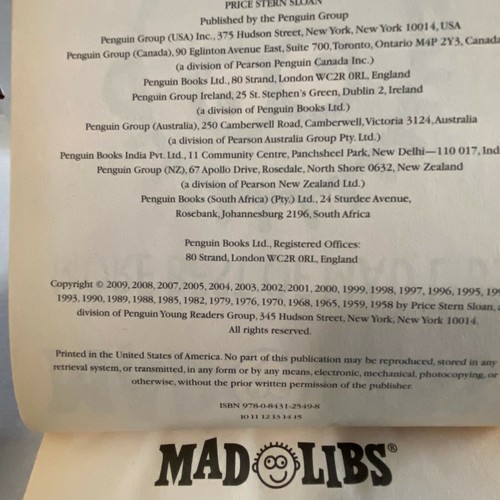 PRICE STERN SLOAN
Published by the Penguin Group
Penguin Group (USA) Inc., 375 Hudson Street, New York, New York 10014, USA
Penguin Group (Canada), 90 Eglinton Avenue East, Suite 700, Toronto, Ontario M4P 2Y3, Canada
(a division of Pearson Penguin Canada Inc.)
Penguin Books Ltd., 80 Strand, London WC2R 0RL, England
Penguin Group Ireland, 25 St. Stephen's Green, Dublin 2, Ireland
(a division of Penguin Books Ltd.)
Penguin Group (Australia), 250 Camberwell Road, Camberwell, Victoria 3124, Australia
(a division of Pearson Australia Group Pty. Ltd.)
Penguin Books India Pvt. Ltd., 11 Community Centre, Panchsheel Park, New Delhi—110 017, Ind
Penguin Group (NZ), 67 Apollo Drive, Rosedale, North Shore 0632, New Zealand
(a division of Pearson New Zealand Ltd.)
Penguin Books (South Africa) (Pty.) Ltd., 24 Sturdee Avenue,
Rosebank, Johannesburg 2196, South Africa
Penguin Books Ltd., Registered Offices:
80 Strand, London WC2R 0RL, England
Copyright © 2009, 2008, 2007, 2005, 2004, 2003, 2002, 2001, 2000, 1999, 1998, 1997, 1996, 1995, 199
1993, 1990, 1989, 1988, 1985, 1982, 1979, 1976, 1970, 1968, 1965, 1959, 1958 by Price Stern Sloan, a
division of Penguin Young Readers Group, 345 Hudson Street, New York, New York 10014.
All rights reserved.
Printed in the United States of America. No part of this publication may be reproduced, stored in any
retrieval system, or transmitted, in any form or by any means, electronic, mechanical, photocopying, or
otherwise, without the prior written permission of the publisher.
ISBN 978-0-8431-2549-8
10 11 12 13 14 15
MAD LIBS®